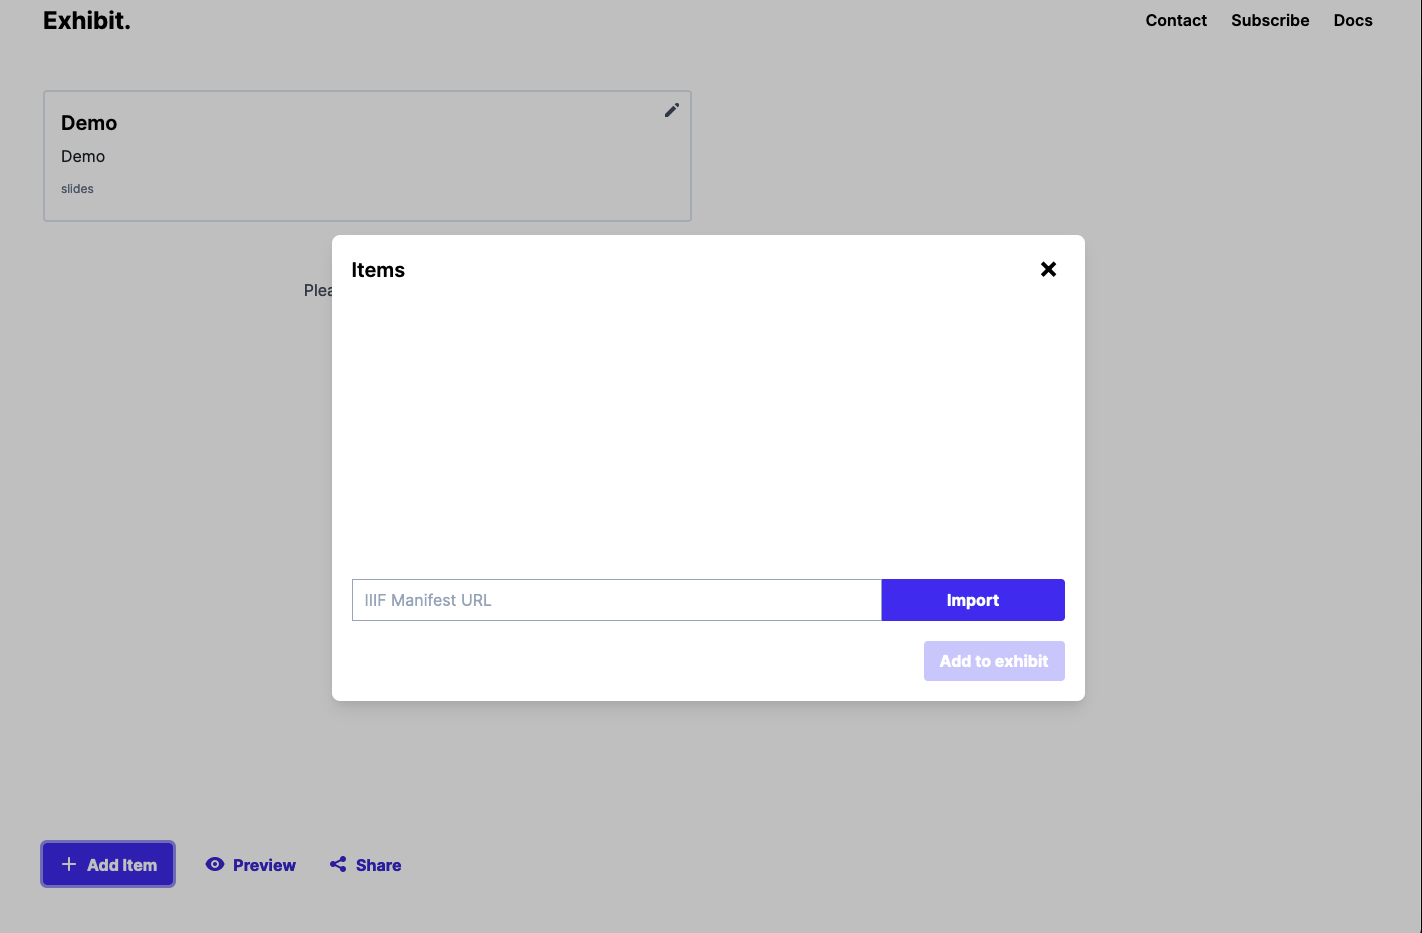 Exhibit.
Contact Subscribe Docs
Demo
Demo
slides
Items
IIIF Manifest URL
Import
Add to exhibit
Add Item
Preview
Share